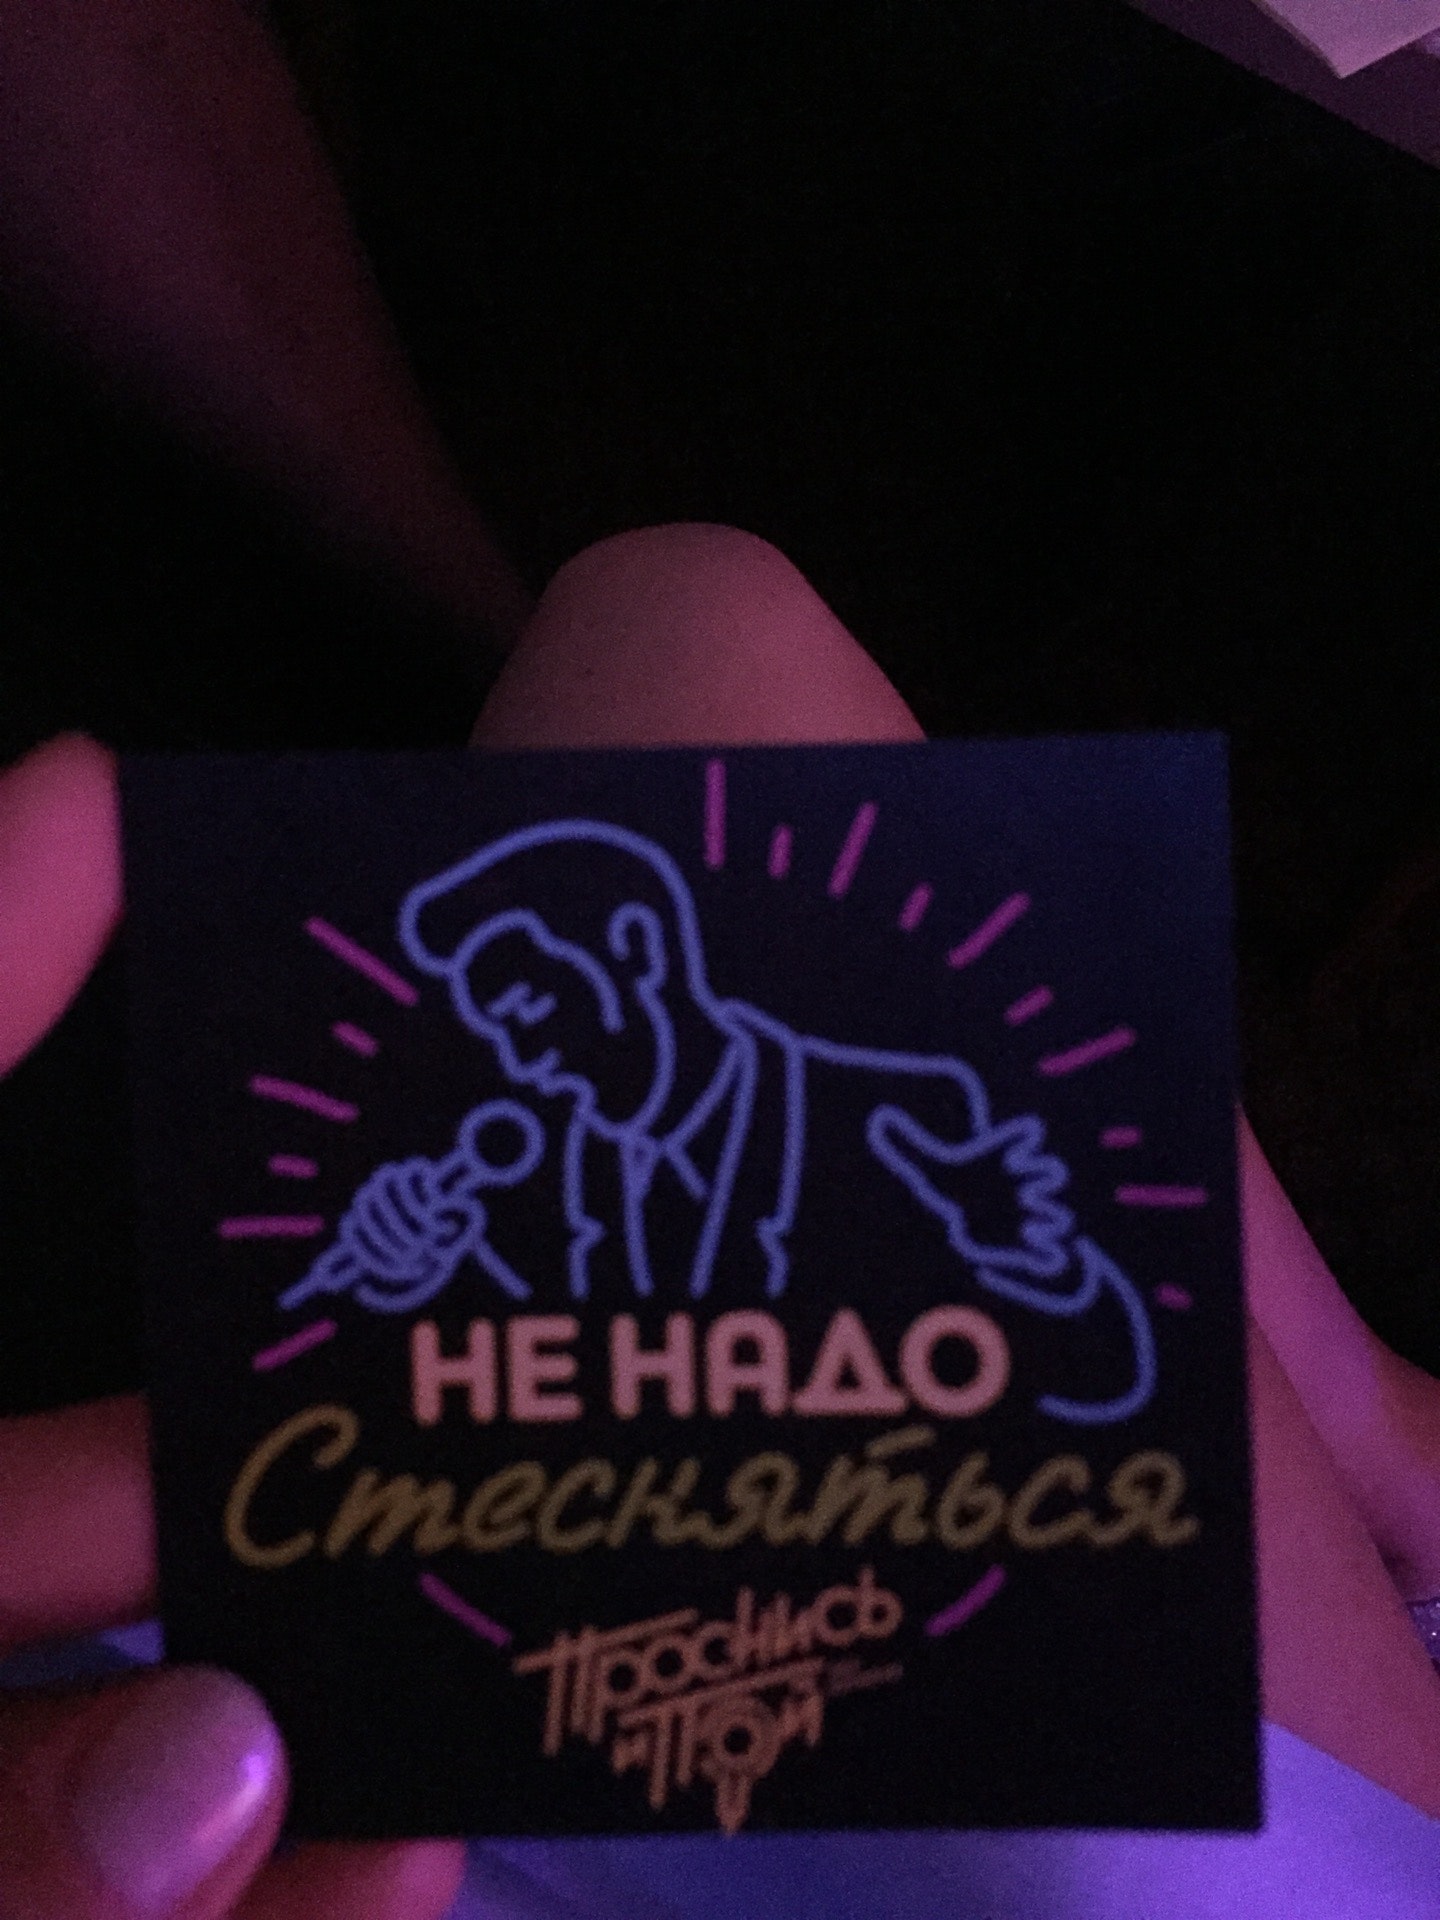 НЕ НАДО
Стесняться
Проснись
и Пой